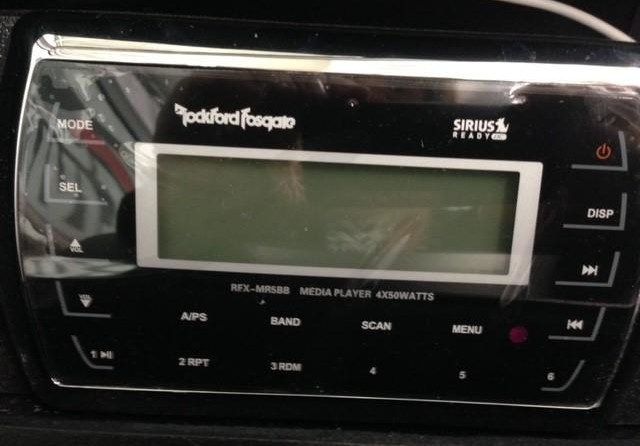 MODE
Rockford Fosgate
SIRIUS
READY
SEL
DISP
VOL
RFX-MR5BB MEDIA PLAYER 4X50WATTS
A/PS
BAND
SCAN
MENU
1
2 RPT
3 RDM
4
5
6